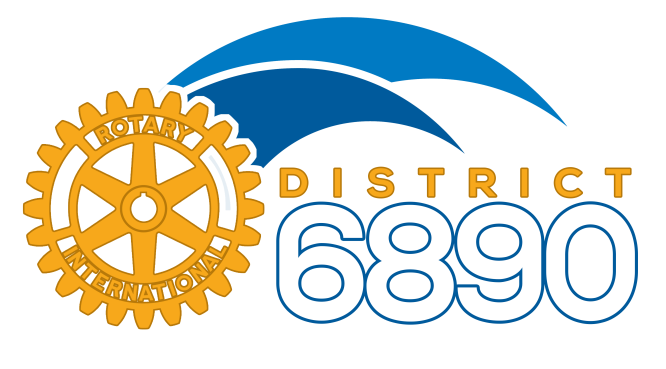 ROTARY
INTERNATIONAL
DISTRICT
6890